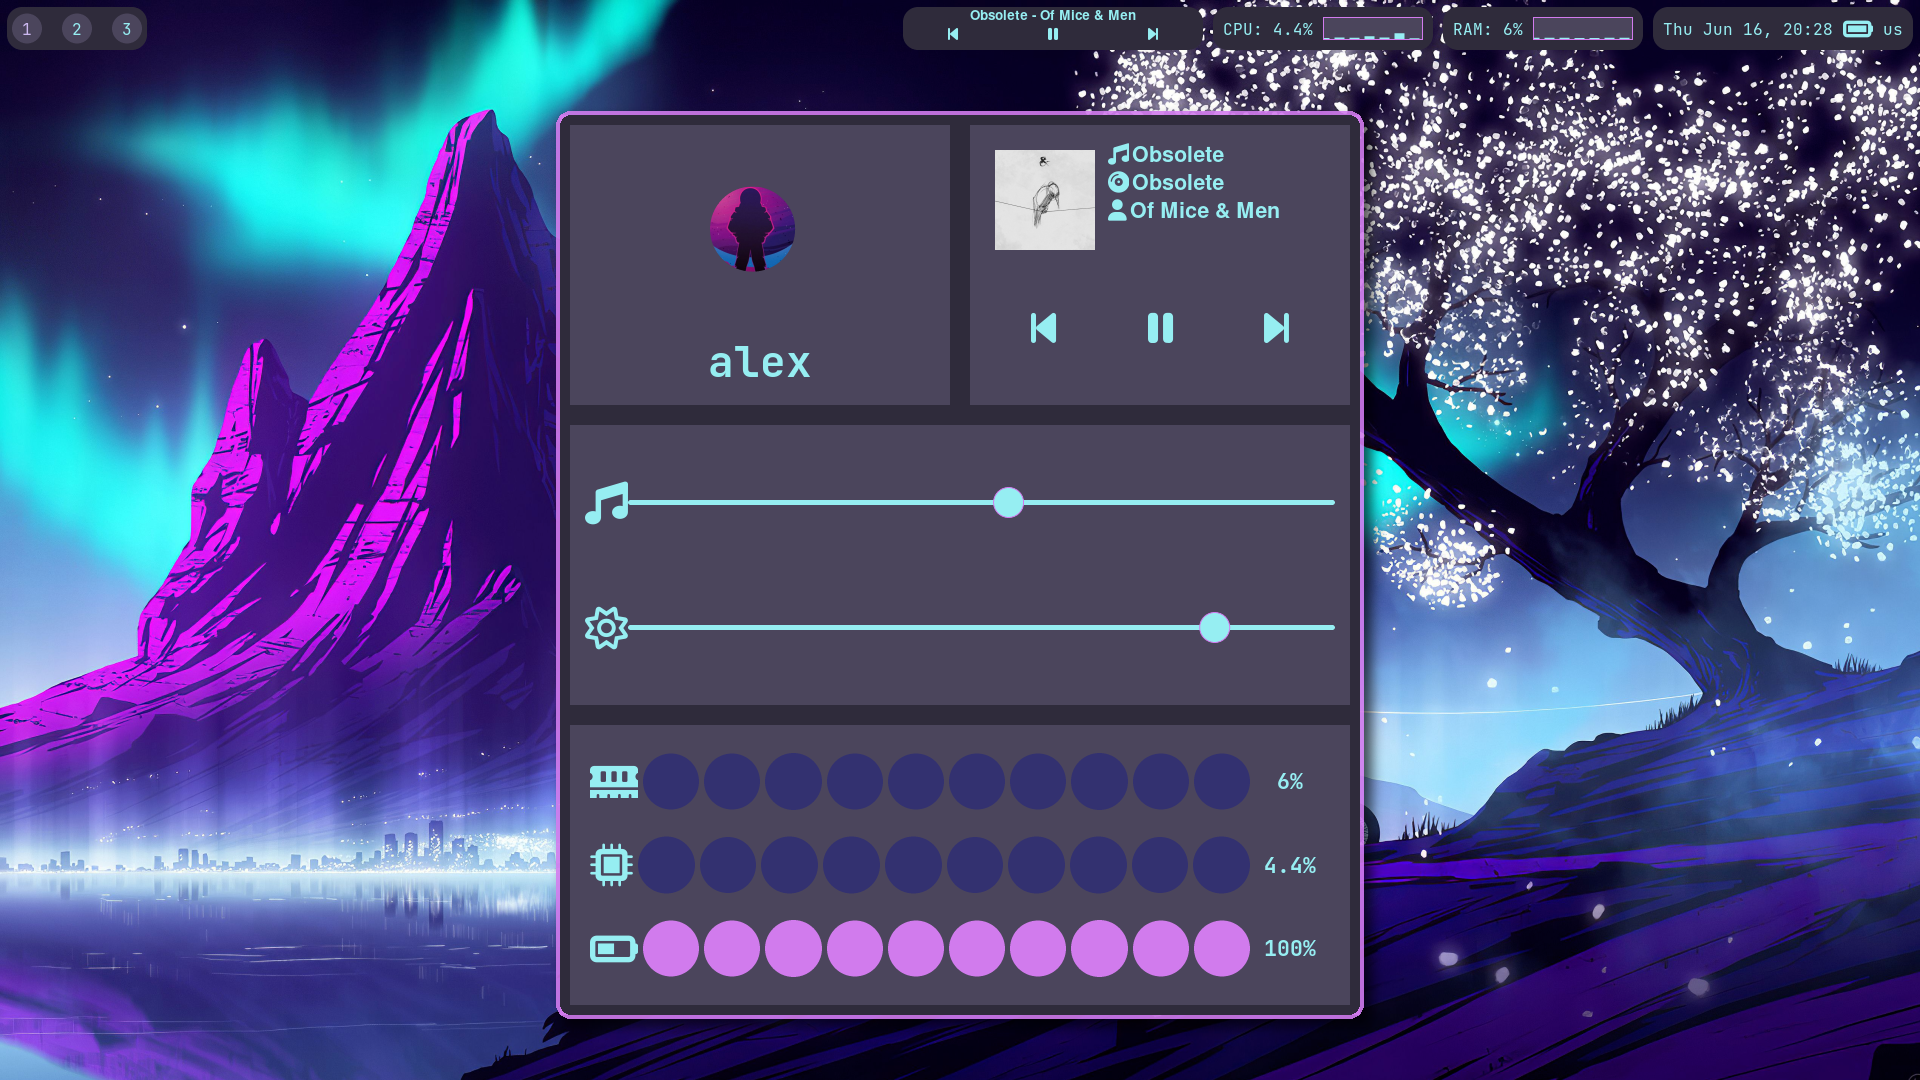 1 2 3
Obsolete - Of Mice & Men
CPU: 4.4%
RAM: 6%
Thu Jun 16, 20:28 us
alex
Obsolete
Obsolete
Of Mice & Men
6%
4.4%
100%